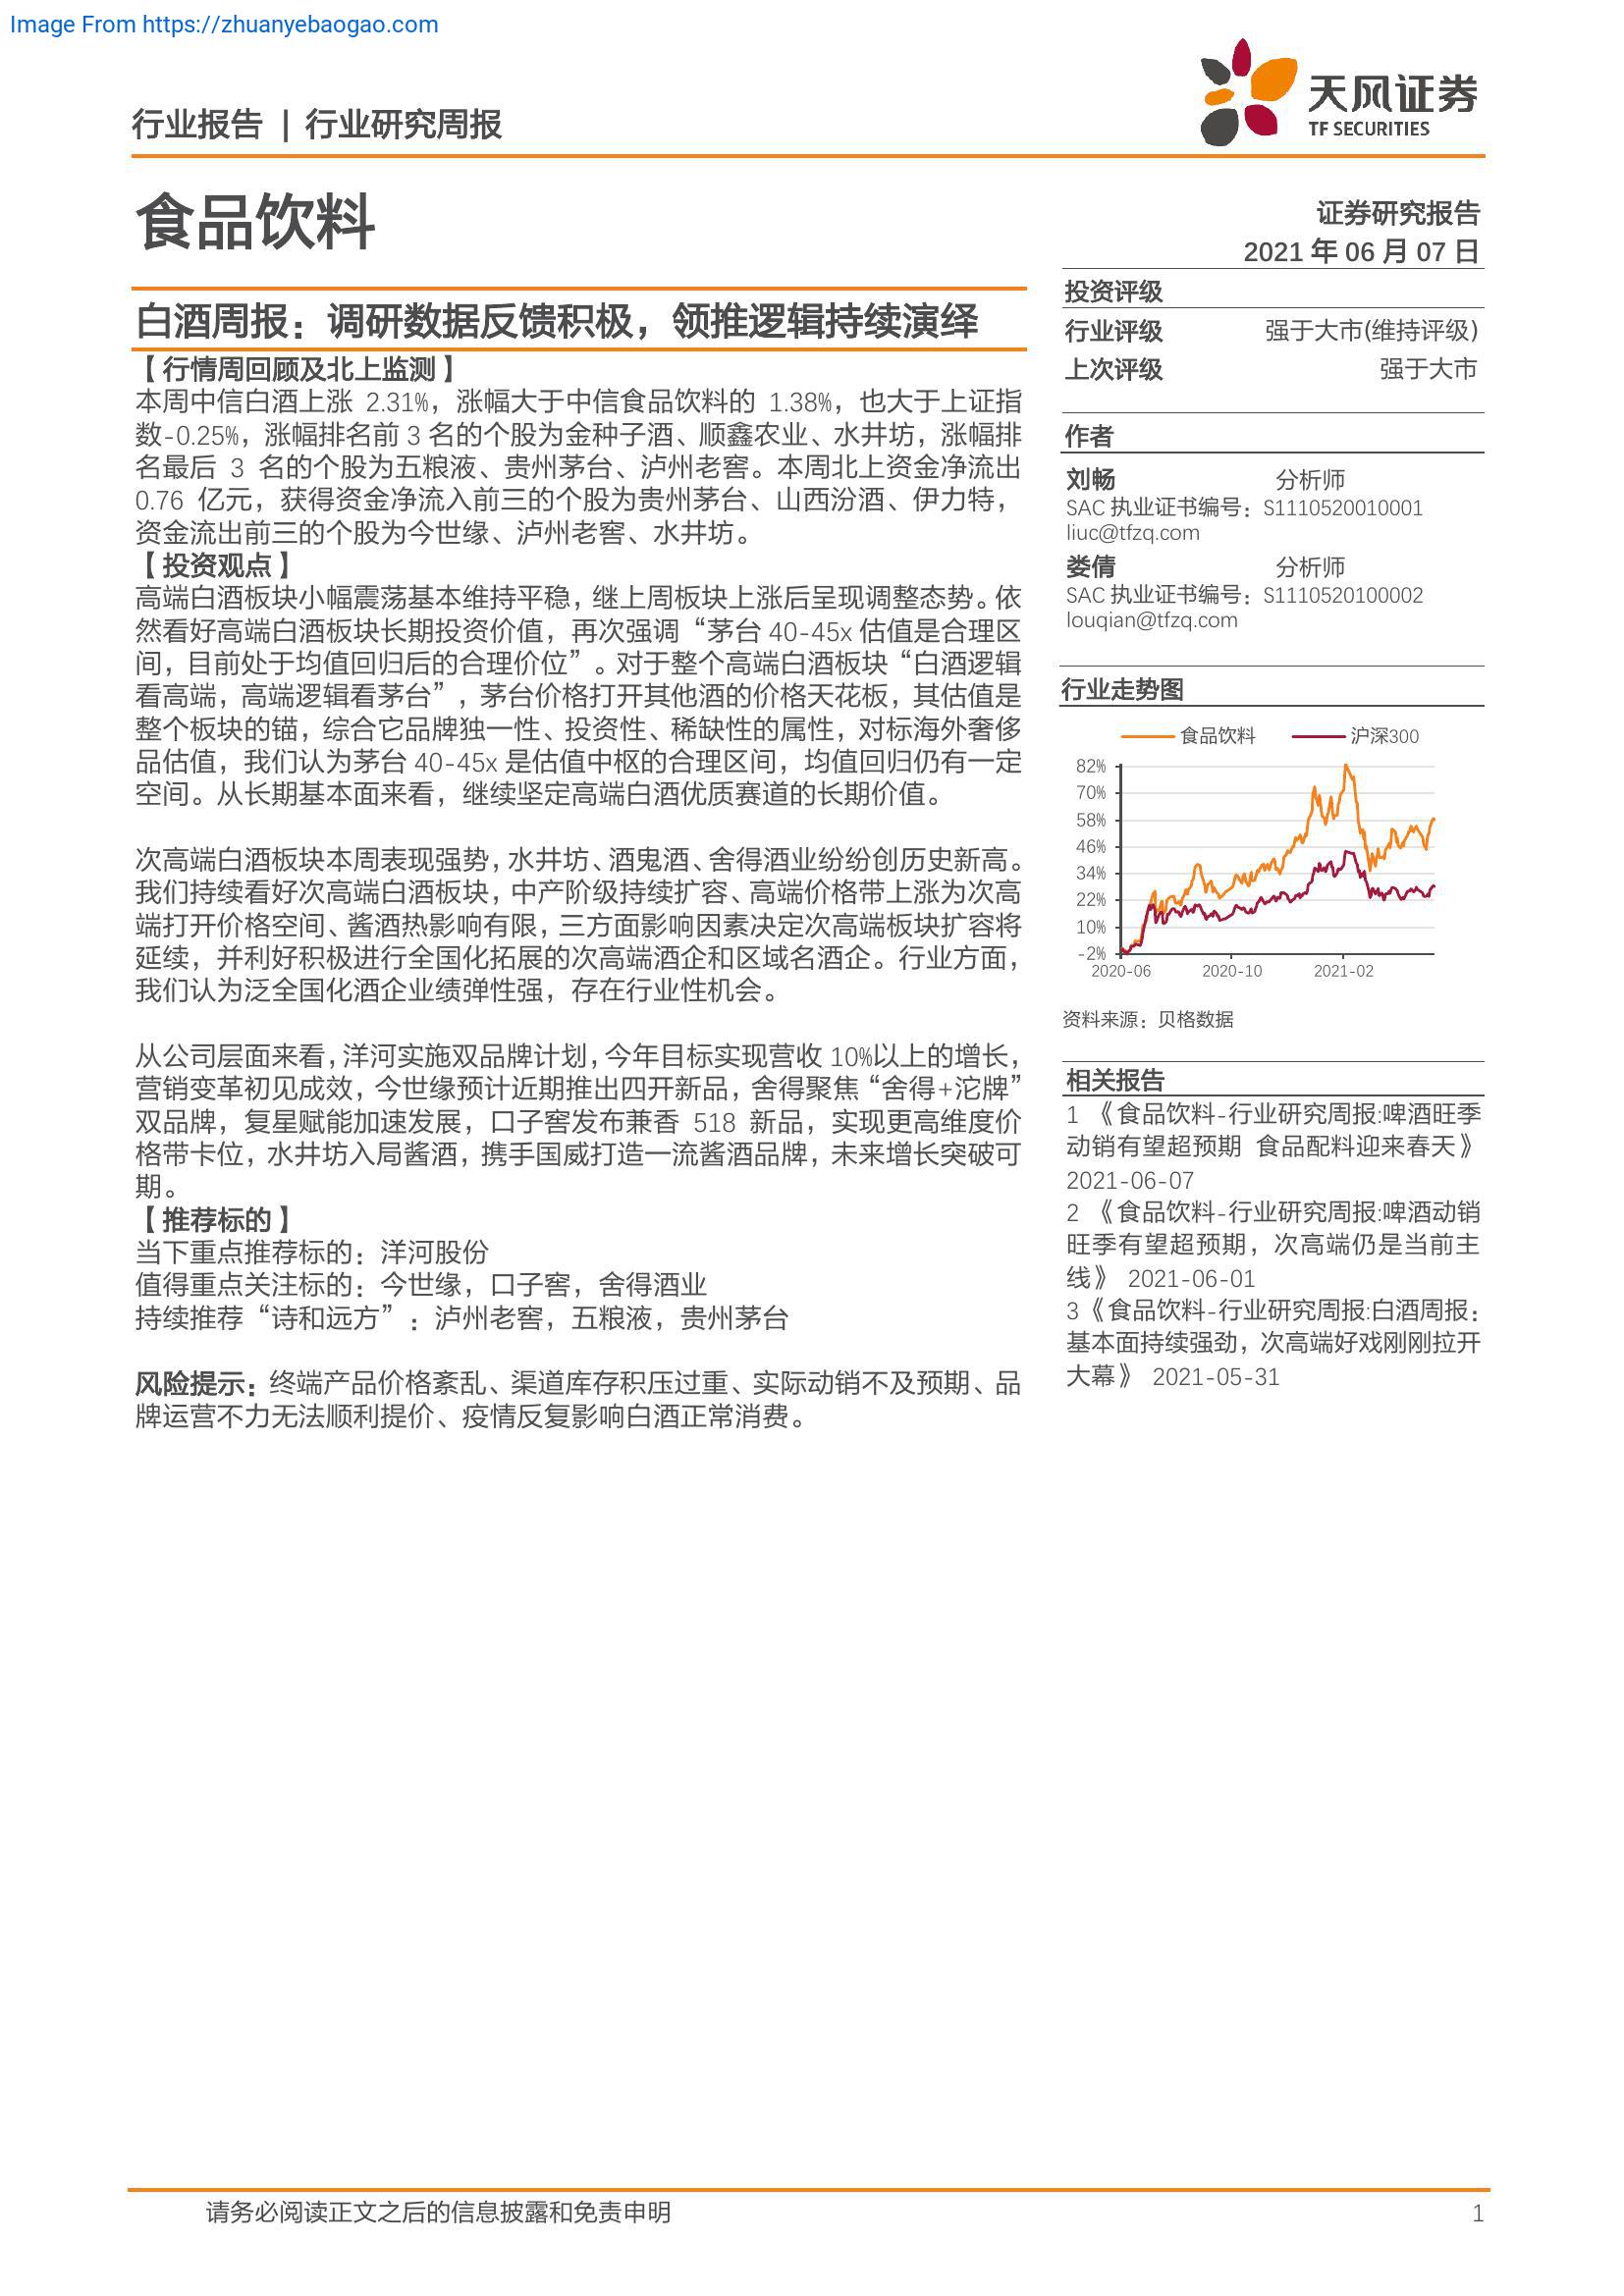 Image From https://zhuanyebaogao.com
行业报告 | 行业研究周报
天风证券
TF SECURITIES
食品饮料
证券研究报告
2021 年 06 月 07 日
白酒周报：调研数据反馈积极，领推逻辑持续演绎
【行情周回顾及北上监测】
本周中信白酒上涨 2.31%，涨幅大于中信食品饮料的 1.38%，也大于上证指
数-0.25%，涨幅排名前 3 名的个股为金种子酒、顺鑫农业、水井坊，涨幅排
名最后 3 名的个股为五粮液、贵州茅台、泸州老窖。本周北上资金净流出
0.76 亿元，获得资金净流入前三的个股为贵州茅台、山西汾酒、伊力特，
资金流出前三的个股为今世缘、泸州老窖、水井坊。
【投资观点】
高端白酒板块小幅震荡基本维持平稳，继上周板块上涨后呈现调整态势。依
然看好高端白酒板块长期投资价值，再次强调“茅台 40-45x 估值是合理区
间，目前处于均值回归后的合理价位”。对于整个高端白酒板块“白酒逻辑
看高端，高端逻辑看茅台”，茅台价格打开其他酒的价格天花板，其估值是
整个板块的锚，综合它品牌独一性、投资性、稀缺性的属性，对标海外奢侈
品估值，我们认为茅台 40-45x 是估值中枢的合理区间，均值回归仍有一定
空间。从长期基本面来看，继续坚定高端白酒优质赛道的长期价值。
次高端白酒板块本周表现强势，水井坊、酒鬼酒、舍得酒业纷纷创历史新高。
我们持续看好次高端白酒板块，中产阶级持续扩容、高端价格带上涨为次高
端打开价格空间、酱酒热影响有限，三方面影响因素决定次高端板块扩容将
延续，并利好积极进行全国化拓展的次高端酒企和区域名酒企。行业方面，
我们认为泛全国化酒企业绩弹性强，存在行业性机会。
从公司层面来看，洋河实施双品牌计划，今年目标实现营收 10%以上的增长，
营销变革初见成效，今世缘预计近期推出四开新品，舍得聚焦“舍得+沱牌”
双品牌，复星赋能加速发展，口子窖发布兼香 518 新品，实现更高维度价
格带卡位，水井坊入局酱酒，携手国威打造一流酱酒品牌，未来增长突破可
期。
【推荐标的】
当下重点推荐标的：洋河股份
值得重点关注标的：今世缘，口子窖，舍得酒业
持续推荐“诗和远方”：泸州老窖，五粮液，贵州茅台
风险提示：终端产品价格紊乱、渠道库存积压过重、实际动销不及预期、品
牌运营不力无法顺利提价、疫情反复影响白酒正常消费。
投资评级
行业评级 强于大市(维持评级)
上次评级 强于大市
作者
刘畅 分析师
SAC 执业证书编号：S1110520010001
liuc@tfzq.com
娄倩 分析师
SAC 执业证书编号：S1110520100002
louqian@tfzq.com
行业走势图
食品饮料 沪深300
82%
70%
58%
46%
34%
22%
10%
-2%
2020-06 2020-10 2021-02
资料来源：贝格数据
相关报告
1 《食品饮料-行业研究周报:啤酒旺季
动销有望超预期 食品配料迎来春天》
2021-06-07
2 《食品饮料-行业研究周报:啤酒动销
旺季有望超预期，次高端仍是当前主
线》 2021-06-01
3《食品饮料-行业研究周报:白酒周报：
基本面持续强劲，次高端好戏刚刚拉开
大幕》 2021-05-31
请务必阅读正文之后的信息披露和免责申明 1